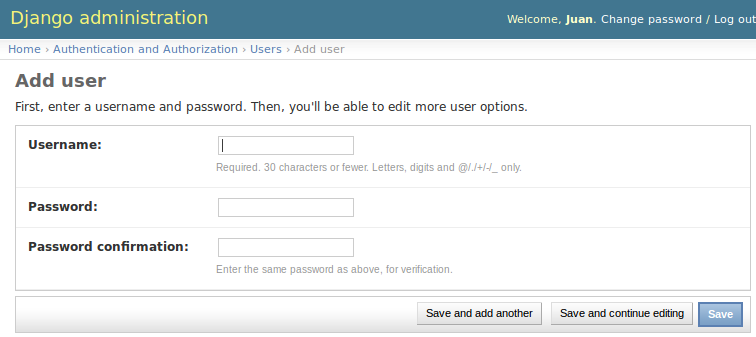 Django administration
Welcome, Juan. Change password / Log out
Home › Authentication and Authorization › Users › Add user
Add user
First, enter a username and password. Then, you'll be able to edit more user options.
Username:
Required. 30 characters or fewer. Letters, digits and @/./+/-/_ only.
Password:
Password confirmation:
Enter the same password as above, for verification.
Save and add another
Save and continue editing
Save